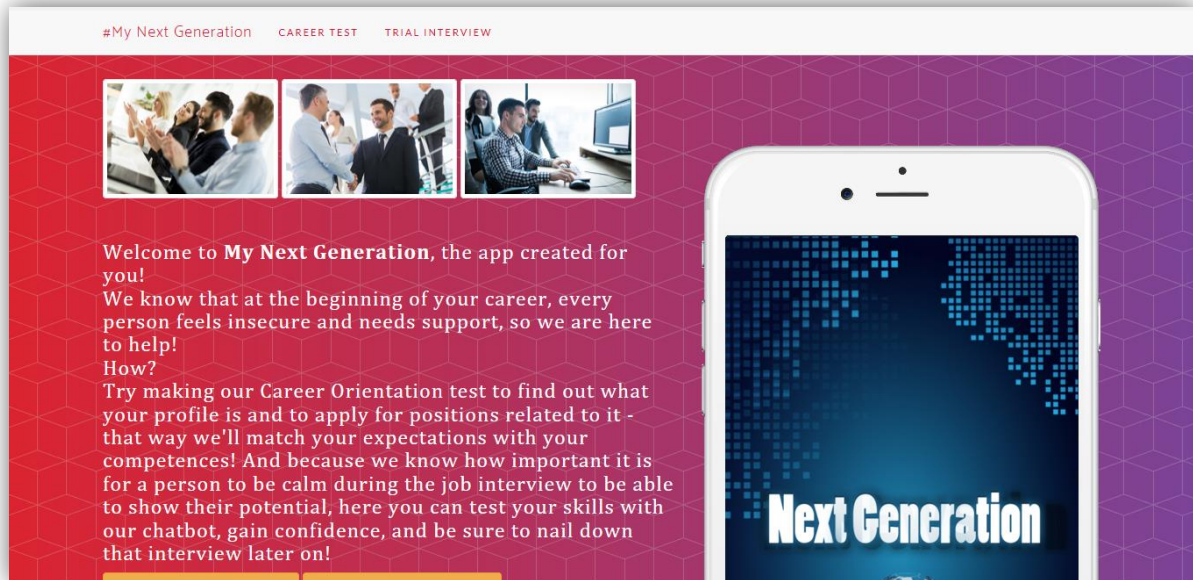 #My Next Generation CAREER TEST TRIAL INTERVIEW
Welcome to My Next Generation, the app created for
you!
We know that at the beginning of your career, every
person feels insecure and needs support, so we are here
to help!
How?
Try making our Career Orientation test to find out what
your profile is and to apply for positions related to it -
that way we'll match your expectations with your
competences! And because we know how important it is
for a person to be calm during the job interview to be able
to show their potential, here you can test your skills with
our chatbot, gain confidence, and be sure to nail down
that interview later on!
Next Generation